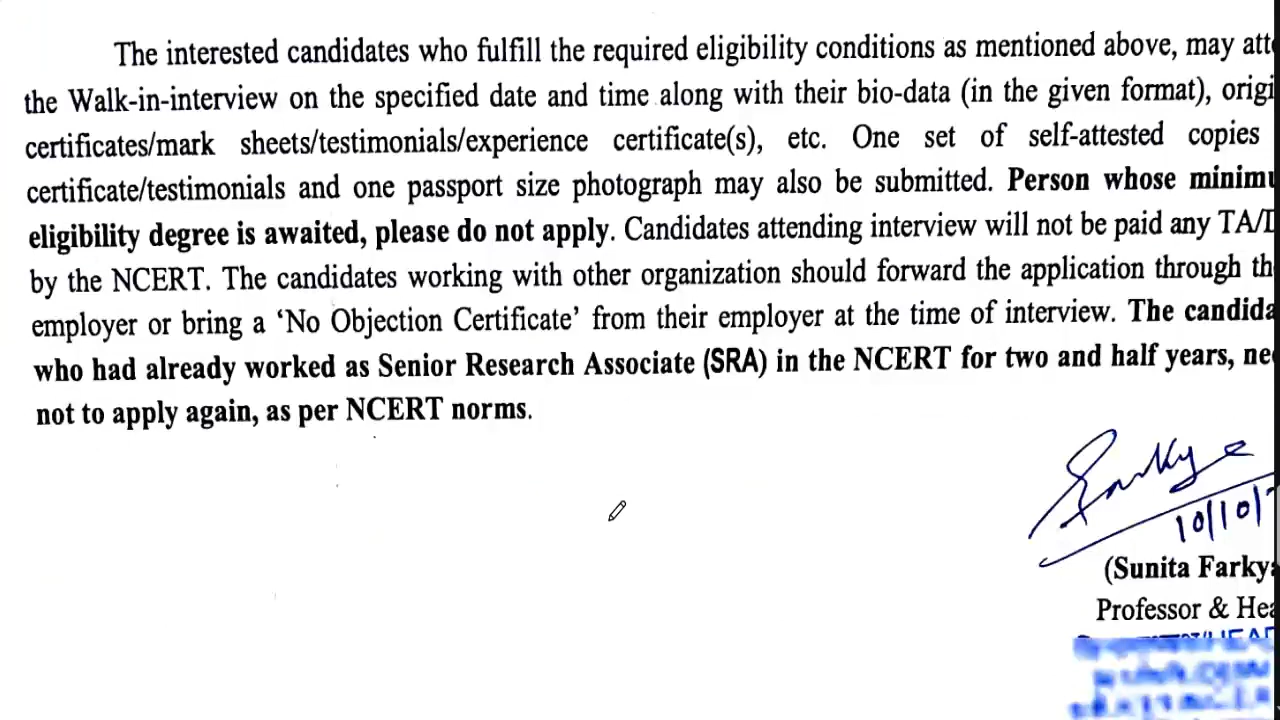 The interested candidates who fulfill the required eligibility conditions as mentioned above, may atte
the Walk-in-interview on the specified date and time along with their bio-data (in the given format), origi
certificates/mark sheets/testimonials/experience certificate(s), etc. One set of self-attested copies
certificate/testimonials and one passport size photograph may also be submitted. Person whose minimu
eligibility degree is awaited, please do not apply. Candidates attending interview will not be paid any TA/D
by the NCERT. The candidates working with other organization should forward the application through the
employer or bring a ‘No Objection Certificate’ from their employer at the time of interview. The candida
who had already worked as Senior Research Associate (SRA) in the NCERT for two and half years, nee
not to apply again, as per NCERT norms.
Farkya
10/10/
(Sunita Farkya
Professor & Hea